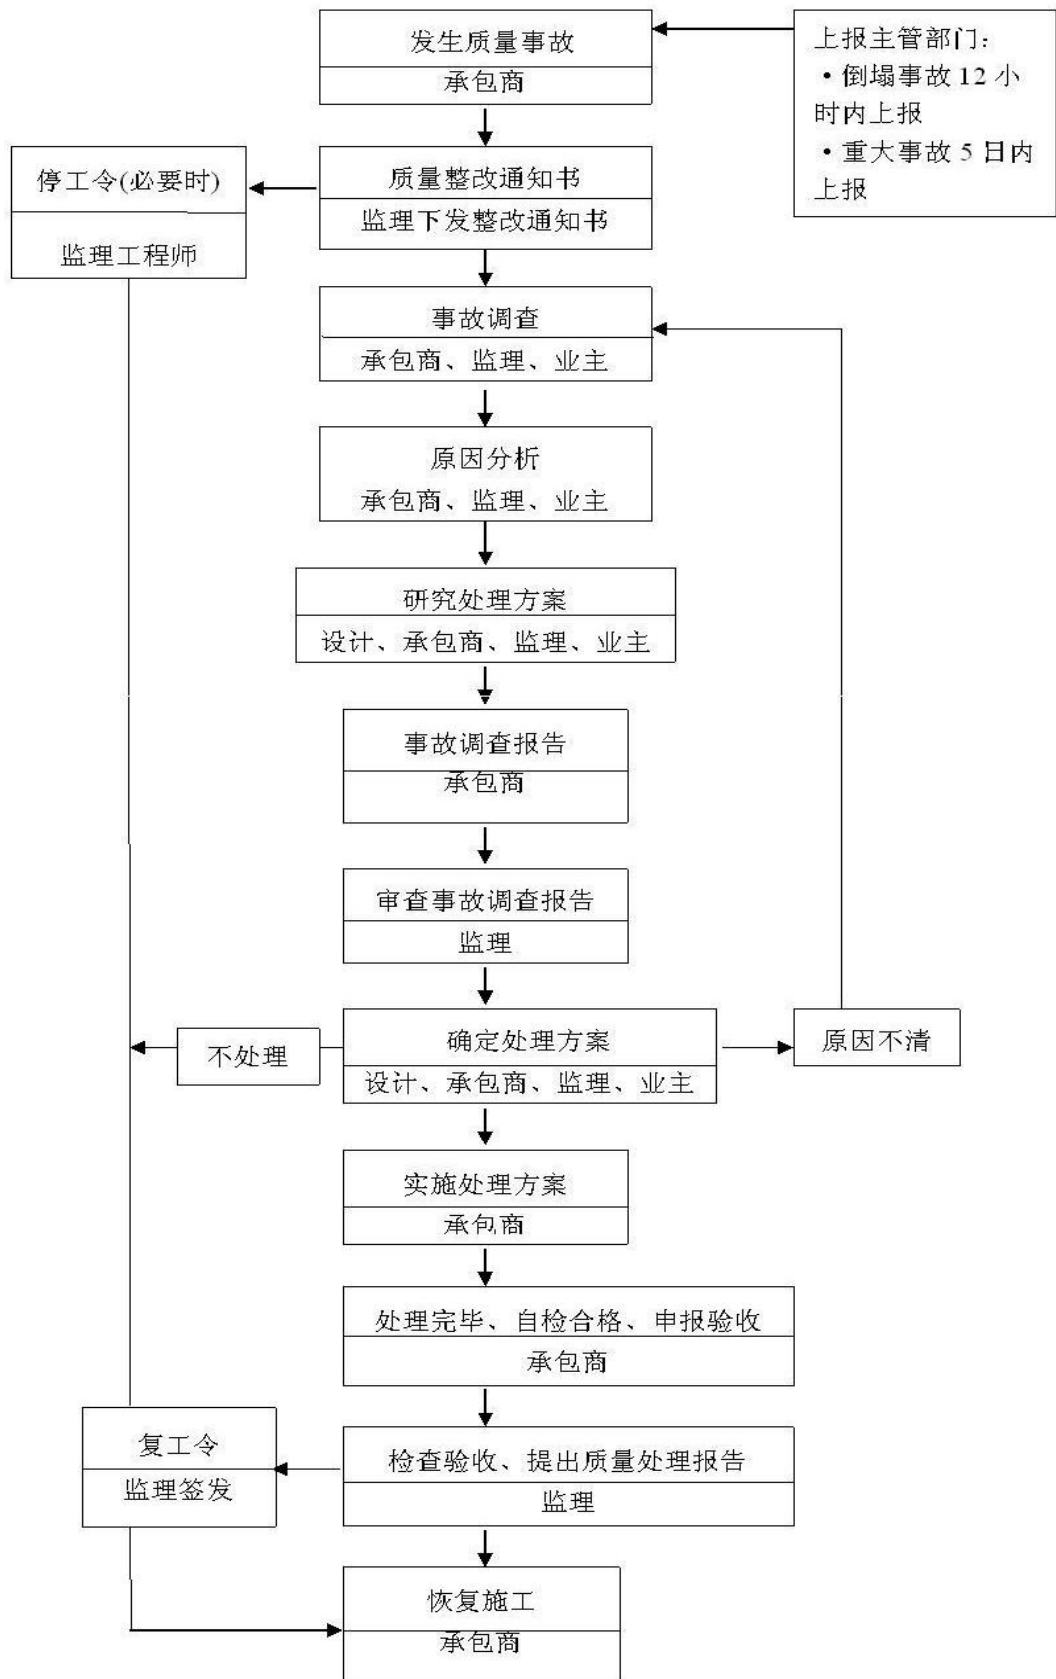 发生质量事故
承包商
上报主管部门：
·倒塌事故 12 小
时内上报
·重大事故 5 日内
上报
停工令(必要时)
监理工程师
质量整改通知书
监理下发整改通知书
事故调查
承包商、监理、业主
原因分析
承包商、监理、业主
研究处理方案
设计、承包商、监理、业主
事故调查报告
承包商
审查事故调查报告
监理
不处理
确定处理方案
设计、承包商、监理、业主
原因不清
实施处理方案
承包商
处理完毕、自检合格、申报验收
承包商
复工令
监理签发
检查验收、提出质量处理报告
监理
恢复施工
承包商